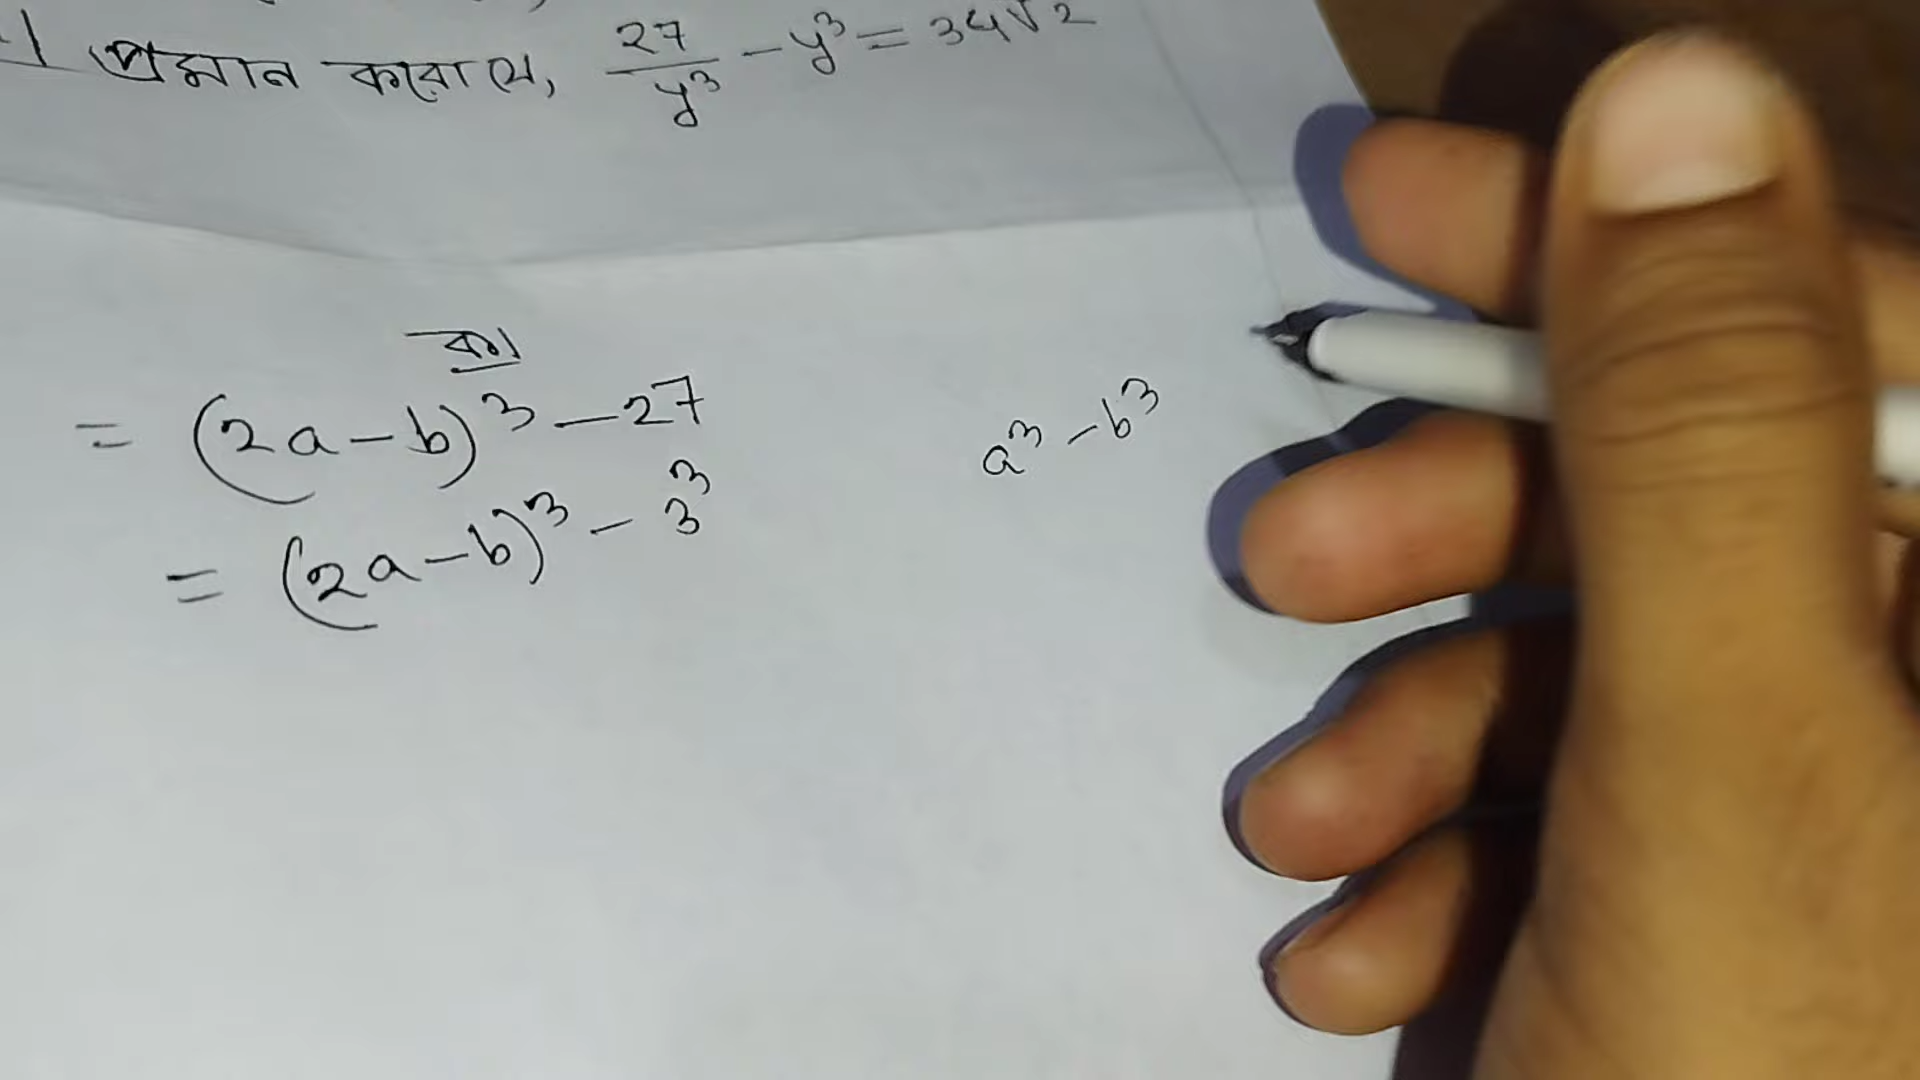 প্রমান করো যে, 27/y³ - y³ = 34√2
ক।
= (2a-b)³ - 27
a³ - b³
= (2a-b)³ - 3³